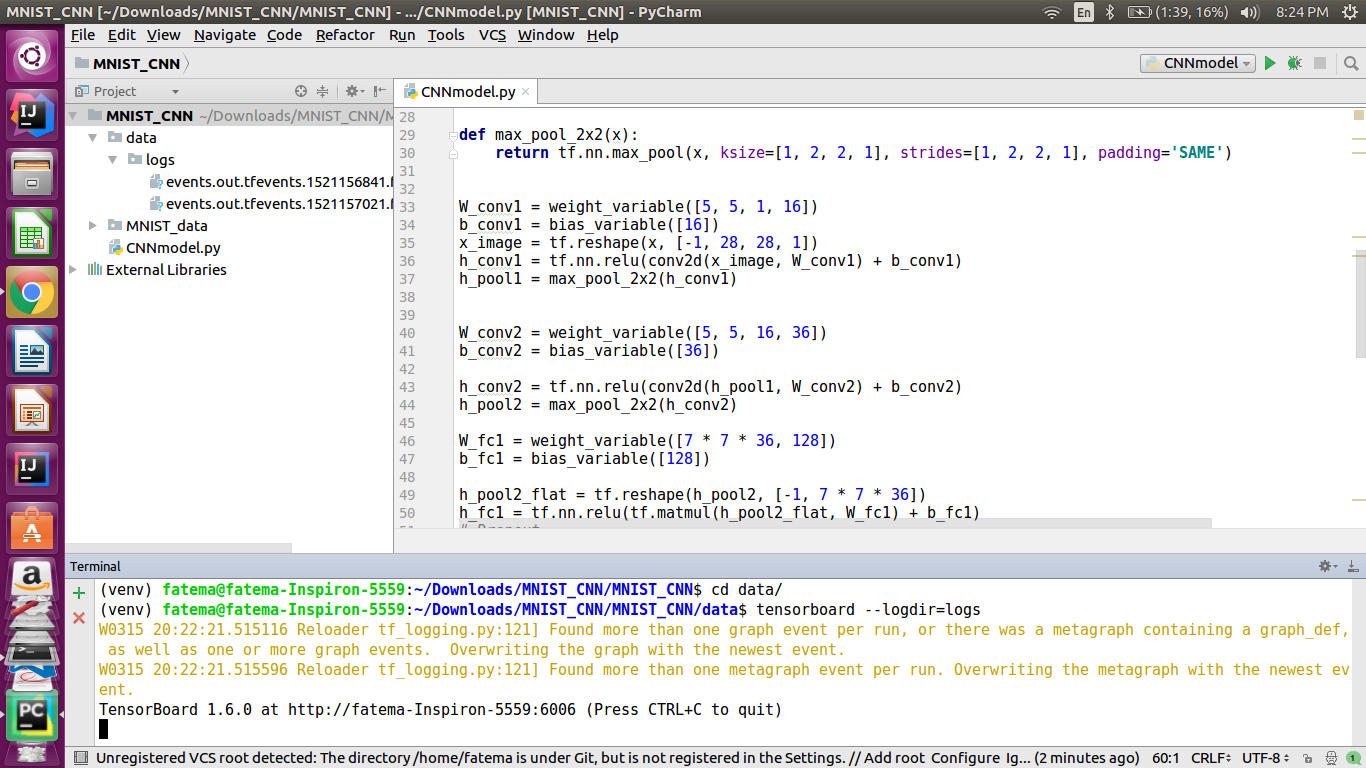 MNIST_CNN [~/Downloads/MNIST_CNN/MNIST_CNN] - .../CNNmodel.py [MNIST_CNN] - PyCharm
En
(1:39, 16%)
8:24 PM
File Edit View Navigate Code Refactor Run Tools VCS Window Help
MNIST_CNN
CNNmodel
Project
CNNmodel.py
MNIST_CNN ~/Downloads/MNIST_CNN/M
data
logs
events.out.tfevents.1521156841.
events.out.tfevents.1521157021.
MNIST_data
CNNmodel.py
External Libraries
28
29 def max_pool_2x2(x):
30 return tf.nn.max_pool(x, ksize=[1, 2, 2, 1], strides=[1, 2, 2, 1], padding='SAME')
31
32
33 W_conv1 = weight_variable([5, 5, 1, 16])
34 b_conv1 = bias_variable([16])
35 x_image = tf.reshape(x, [-1, 28, 28, 1])
36 h_conv1 = tf.nn.relu(conv2d(x_image, W_conv1) + b_conv1)
37 h_pool1 = max_pool_2x2(h_conv1)
38
39
40 W_conv2 = weight_variable([5, 5, 16, 36])
41 b_conv2 = bias_variable([36])
42
43 h_conv2 = tf.nn.relu(conv2d(h_pool1, W_conv2) + b_conv2)
44 h_pool2 = max_pool_2x2(h_conv2)
45
46 W_fc1 = weight_variable([7 * 7 * 36, 128])
47 b_fc1 = bias_variable([128])
48
49 h_pool2_flat = tf.reshape(h_pool2, [-1, 7 * 7 * 36])
50 h_fc1 = tf.nn.relu(tf.matmul(h_pool2_flat, W_fc1) + b_fc1)
Terminal
(venv) fatema@fatema-Inspiron-5559:~/Downloads/MNIST_CNN/MNIST_CNN$ cd data/
(venv) fatema@fatema-Inspiron-5559:~/Downloads/MNIST_CNN/MNIST_CNN/data$ tensorboard --logdir=logs
W0315 20:22:21.515116 Reloader tf_logging.py:121] Found more than one graph event per run, or there was a metagraph containing a graph_def,
as well as one or more graph events.  Overwriting the graph with the newest event.
W0315 20:22:21.515596 Reloader tf_logging.py:121] Found more than one metagraph event per run. Overwriting the metagraph with the newest ev
ent.
TensorBoard 1.6.0 at http://fatema-Inspiron-5559:6006 (Press CTRL+C to quit)
Unregistered VCS root detected: The directory /home/fatema is under Git, but is not registered in the Settings. // Add root Configure Ig... (2 minutes ago) 60:1 CRLF UTF-8 1
IJ
IJ
a
PC